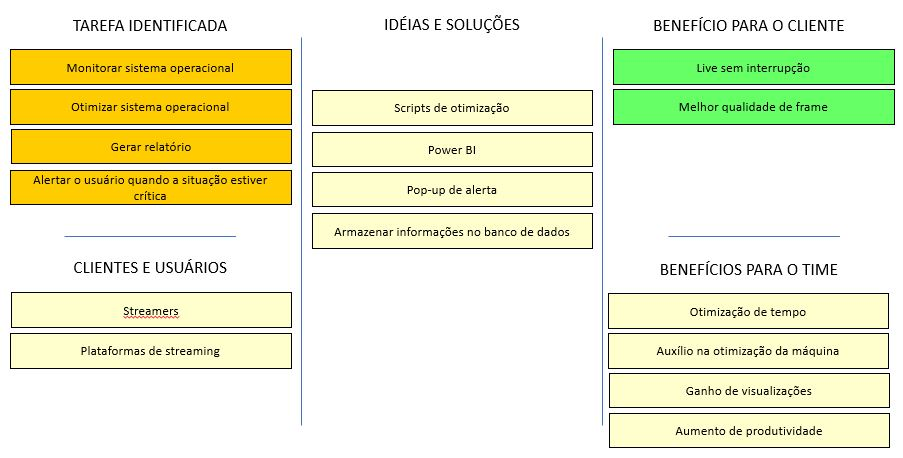 TAREFA IDENTIFICADA
Monitorar sistema operacional
Otimizar sistema operacional
Gerar relatório
Alertar o usuário quando a situação estiver
crítica
CLIENTES E USUÁRIOS
Streamers
Plataformas de streaming
IDÉIAS E SOLUÇÕES
Scripts de otimização
Power BI
Pop-up de alerta
Armazenar informações no banco de dados
BENEFÍCIO PARA O CLIENTE
Live sem interrupção
Melhor qualidade de frame
BENEFÍCIOS PARA O TIME
Otimização de tempo
Auxílio na otimização da máquina
Ganho de visualizações
Aumento de produtividade